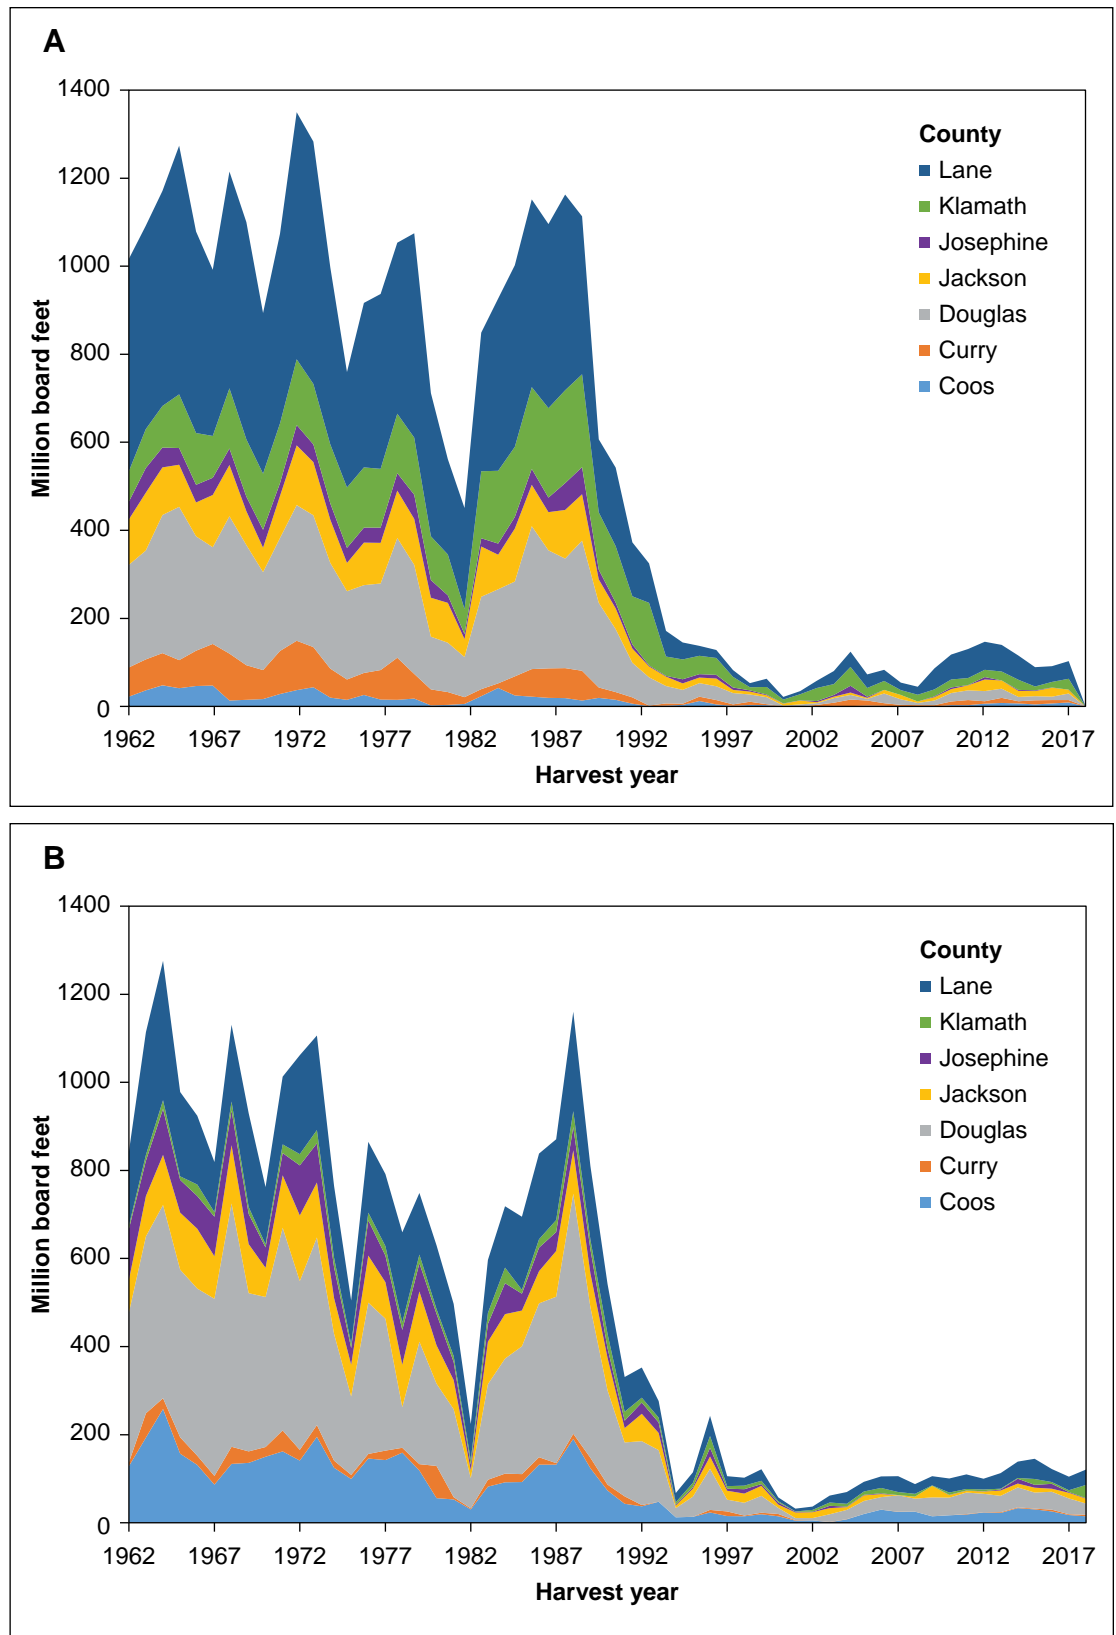 A
1400
1200
1000
800
600
400
200
0
Million board feet
County
Lane
Klamath
Josephine
Jackson
Douglas
Curry
Coos
1962 1967 1972 1977 1982 1987 1992 1997 2002 2007 2012 2017
Harvest year
B
1400
1200
1000
800
600
400
200
0
Million board feet
County
Lane
Klamath
Josephine
Jackson
Douglas
Curry
Coos
1962 1967 1972 1977 1982 1987 1992 1997 2002 2007 2012 2017
Harvest year